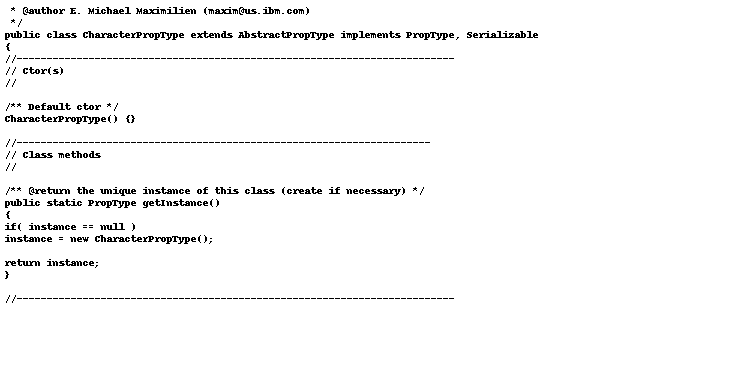 * @author E. Michael Maximilien (maxim@us.ibm.com)
*/
public class CharacterPropType extends AbstractPropType implements PropType, Serializable
{
//-------------------------------------------------------------------------
// Ctor(s)
//
/** Default ctor */
CharacterPropType() {}
//---------------------------------------------------------------------
// Class methods
//
/** @return the unique instance of this class (create if necessary) */
public static PropType getInstance()
{
if( instance == null )
instance = new CharacterPropType();
return instance;
}
//-------------------------------------------------------------------------